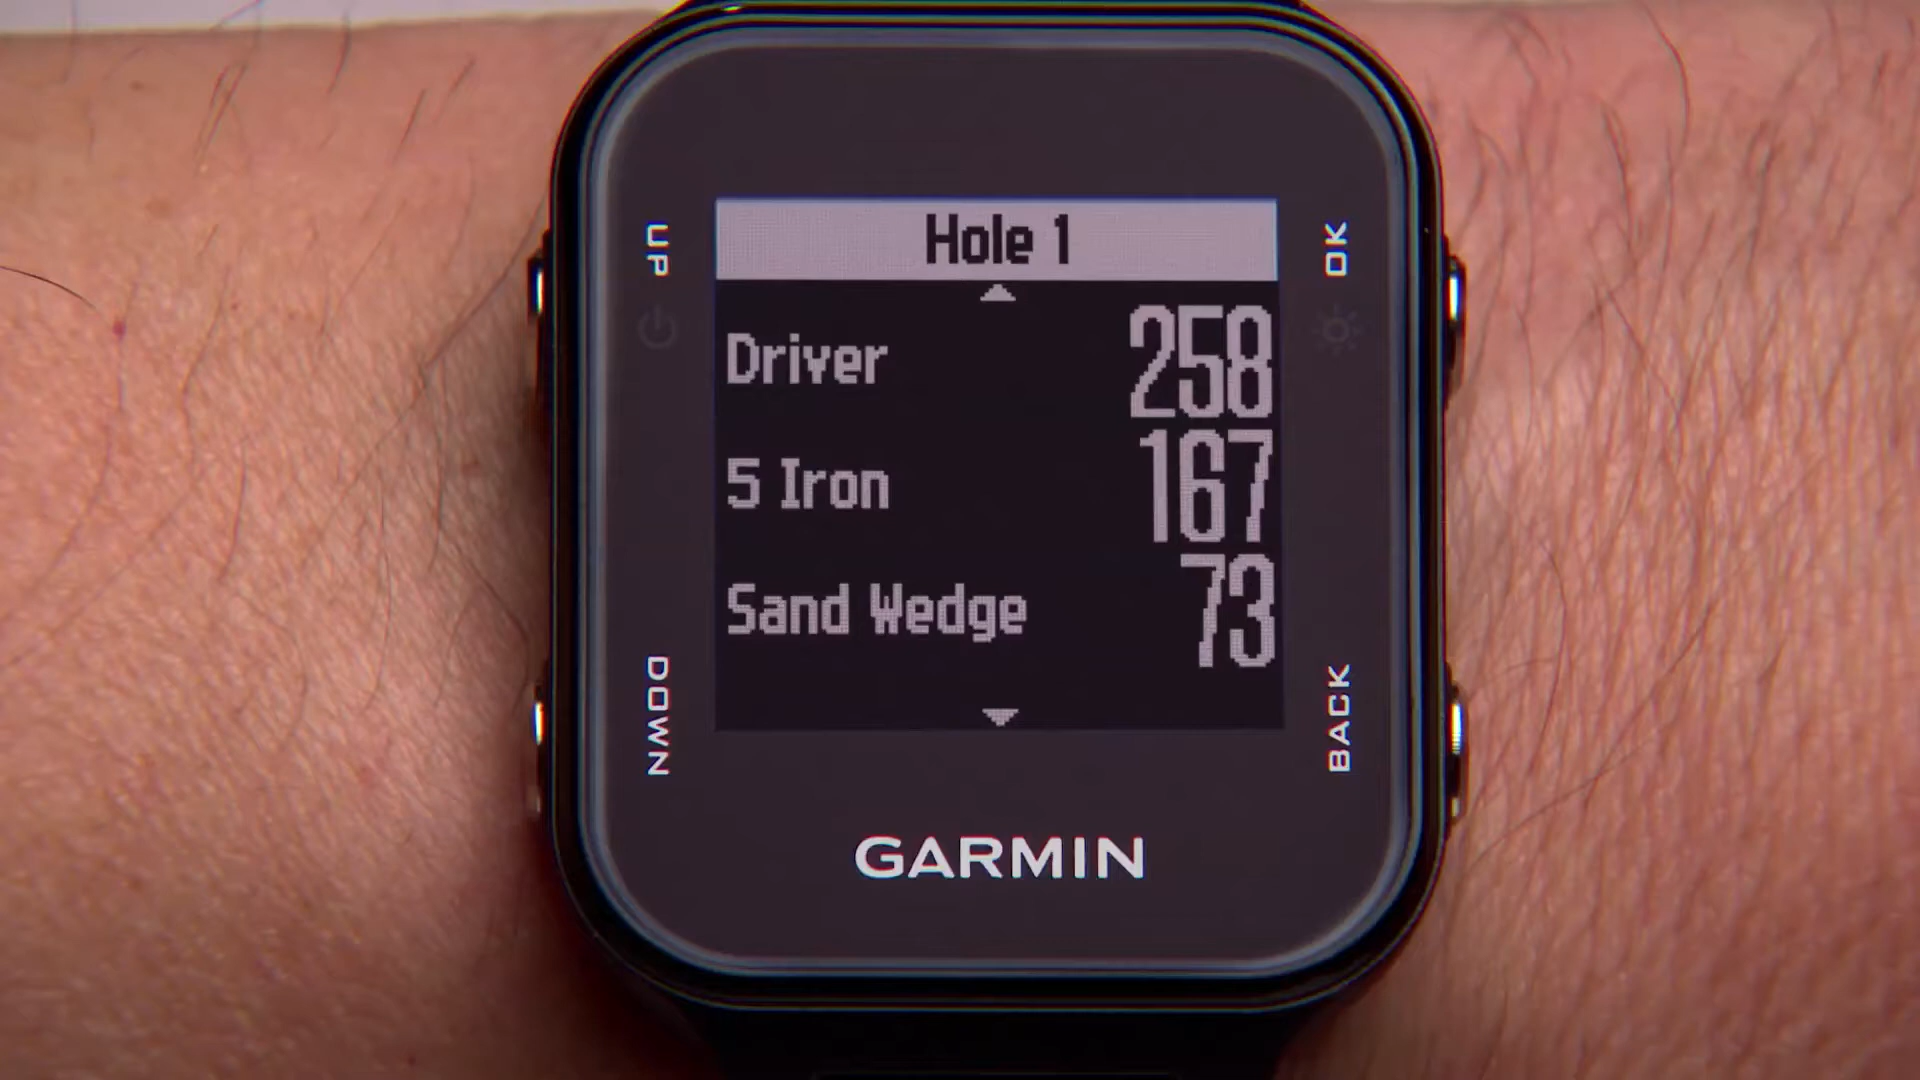 Hole 1
UP
OK
Driver 258
5 Iron 167
Sand Wedge 73
DOWN
BACK
GARMIN